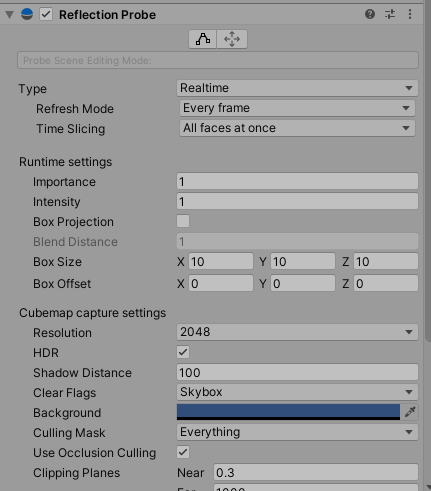 Reflection Probe
Probe Scene Editing Mode:
Type Realtime
Refresh Mode Every frame
Time Slicing All faces at once
Runtime settings
Importance 1
Intensity 1
Box Projection
Blend Distance 1
Box Size X 10 Y 10 Z 10
Box Offset X 0 Y 0 Z 0
Cubemap capture settings
Resolution 2048
HDR
Shadow Distance 100
Clear Flags Skybox
Background
Culling Mask Everything
Use Occlusion Culling
Clipping Planes Near 0.3
Far 1000